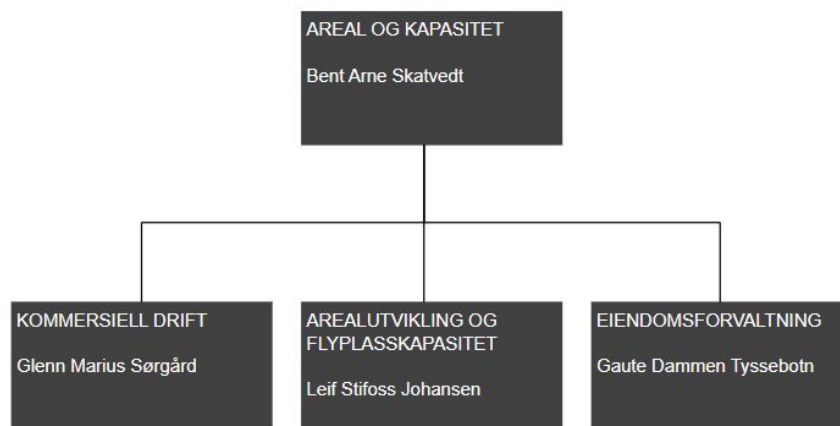 AREAL OG KAPASITET
Bent Arne Skatvedt
KOMMERSIELL DRIFT
Glenn Marius Sørgård
AREALUTVIKLING OG
FLYPLASSKAPASITET
Leif Stifoss Johansen
EIENDOMSFORVALTNING
Gaute Dammen Tyssebotn